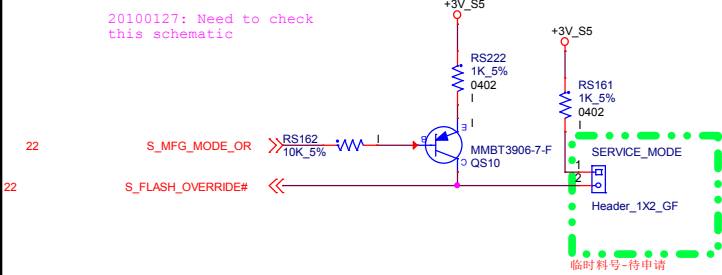 20100127: Need to check
this schematic
+3V_S5
+3V_S5
RS222
1K_5%
0402
I
RS161
1K_5%
0402
I
22
S_MFG_MODE_OR
RS162
10K_5%
I
B
E
I
C
MMBT3906-7-F
QS10
SERVICE_MODE
1
2
22
S_FLASH_OVERRIDE#
Header_1X2_GF
临时料号-待申请